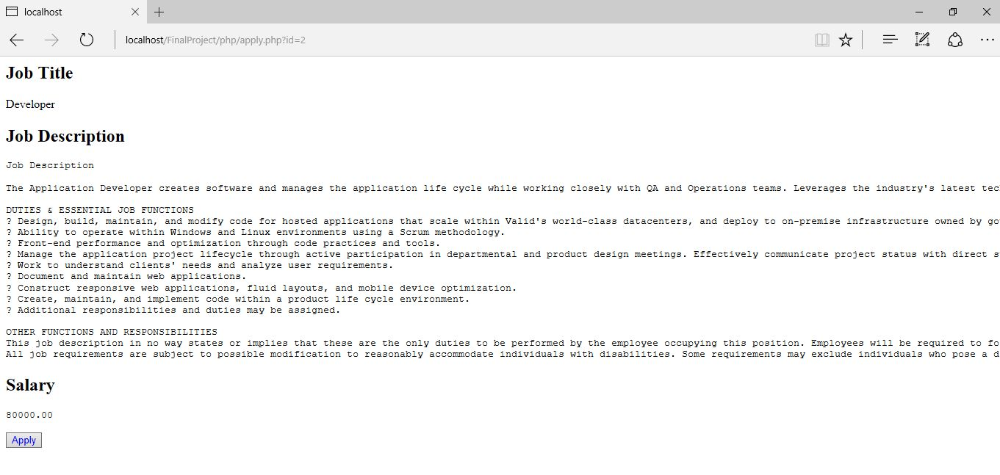 localhost
localhost/FinalProject/php/apply.php?id=2
Job Title
Developer
Job Description
Job Description
The Application Developer creates software and manages the application life cycle while working closely with QA and Operations teams. Leverages the industry's latest
DUTIES & ESSENTIAL JOB FUNCTIONS
? Design, build, maintain, and modify code for hosted applications that scale within Valid's world-class datacenters, and deploy to on-premise infrastructure owned by
? Ability to operate within Windows and Linux environments using a Scrum methodology.
? Front-end performance and optimization through code practices and tools.
? Manage the application project lifecycle through active participation in departmental and product design meetings. Effectively communicate project status with direct
? Work to understand clients' needs and analyze user requirements.
? Document and maintain web applications.
? Construct responsive web applications, fluid layouts, and mobile device optimization.
? Create, maintain, and implement code within a product life cycle environment.
? Additional responsibilities and duties may be assigned.
OTHER FUNCTIONS AND RESPONSIBILITIES
This job description in no way states or implies that these are the only duties to be performed by the employee occupying this position. Employees will be required to
All job requirements are subject to possible modification to reasonably accommodate individuals with disabilities. Some requirements may exclude individuals who pose a
Salary
80000.00
Apply